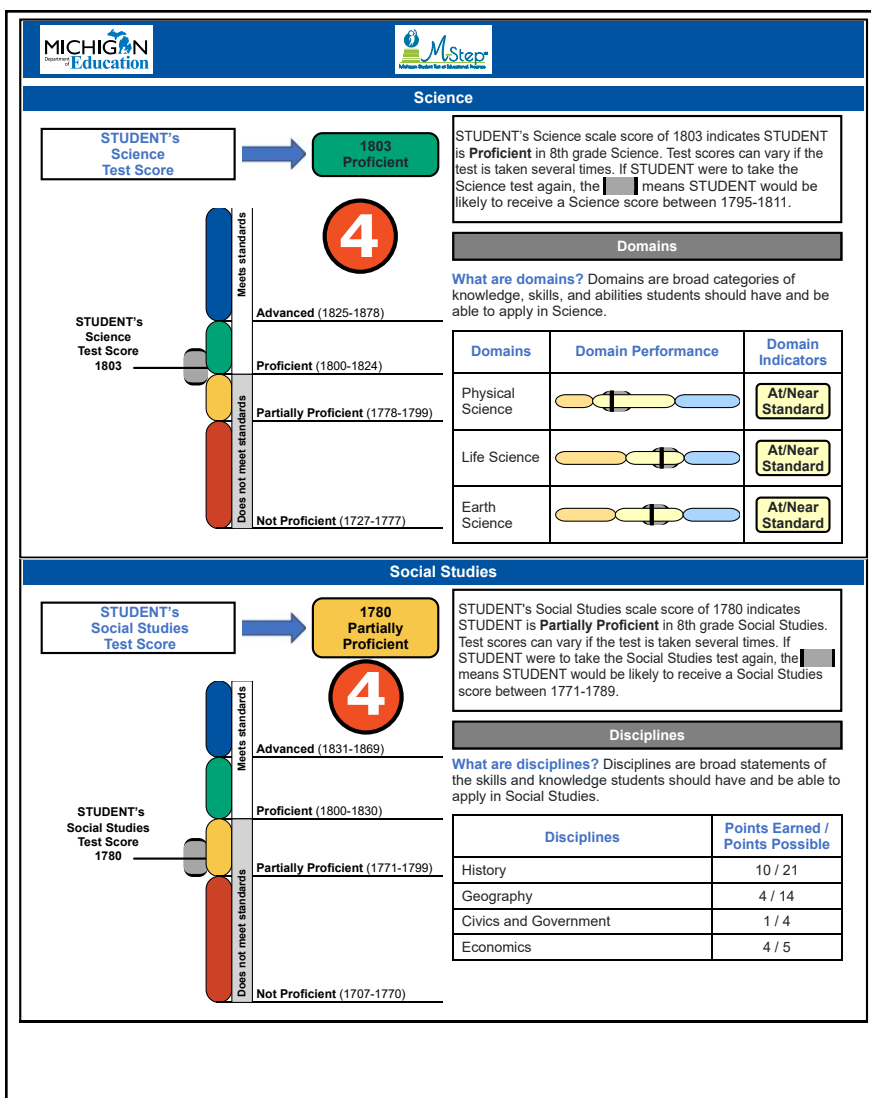 MICHIGAN
Department of Education
MStep
Michigan Student Test of Educational Progress
Science
STUDENT's
Science
Test Score
1803
Proficient
STUDENT's Science scale score of 1803 indicates STUDENT
is Proficient in 8th grade Science. Test scores can vary if the
test is taken several times. If STUDENT were to take the
Science test again, the means STUDENT would be
likely to receive a Science score between 1795-1811.
4
Meets standards
Does not meet standards
Advanced (1825-1878)
STUDENT's
Science
Test Score
1803
Proficient (1800-1824)
Partially Proficient (1778-1799)
Not Proficient (1727-1777)
Domains
What are domains? Domains are broad categories of
knowledge, skills, and abilities students should have and be
able to apply in Science.
Domains Domain Performance Domain Indicators
Physical Science At/Near Standard
Life Science At/Near Standard
Earth Science At/Near Standard
Social Studies
STUDENT's
Social Studies
Test Score
1780
Partially
Proficient
STUDENT's Social Studies scale score of 1780 indicates
STUDENT is Partially Proficient in 8th grade Social Studies.
Test scores can vary if the test is taken several times. If
STUDENT were to take the Social Studies test again, the
means STUDENT would be likely to receive a Social Studies
score between 1771-1789.
4
Meets standards
Does not meet standards
Advanced (1831-1869)
Proficient (1800-1830)
STUDENT's
Social Studies
Test Score
1780
Partially Proficient (1771-1799)
Not Proficient (1707-1770)
Disciplines
What are disciplines? Disciplines are broad statements of
the skills and knowledge students should have and be able to
apply in Social Studies.
Disciplines Points Earned / Points Possible
History 10 / 21
Geography 4 / 14
Civics and Government 1 / 4
Economics 4 / 5